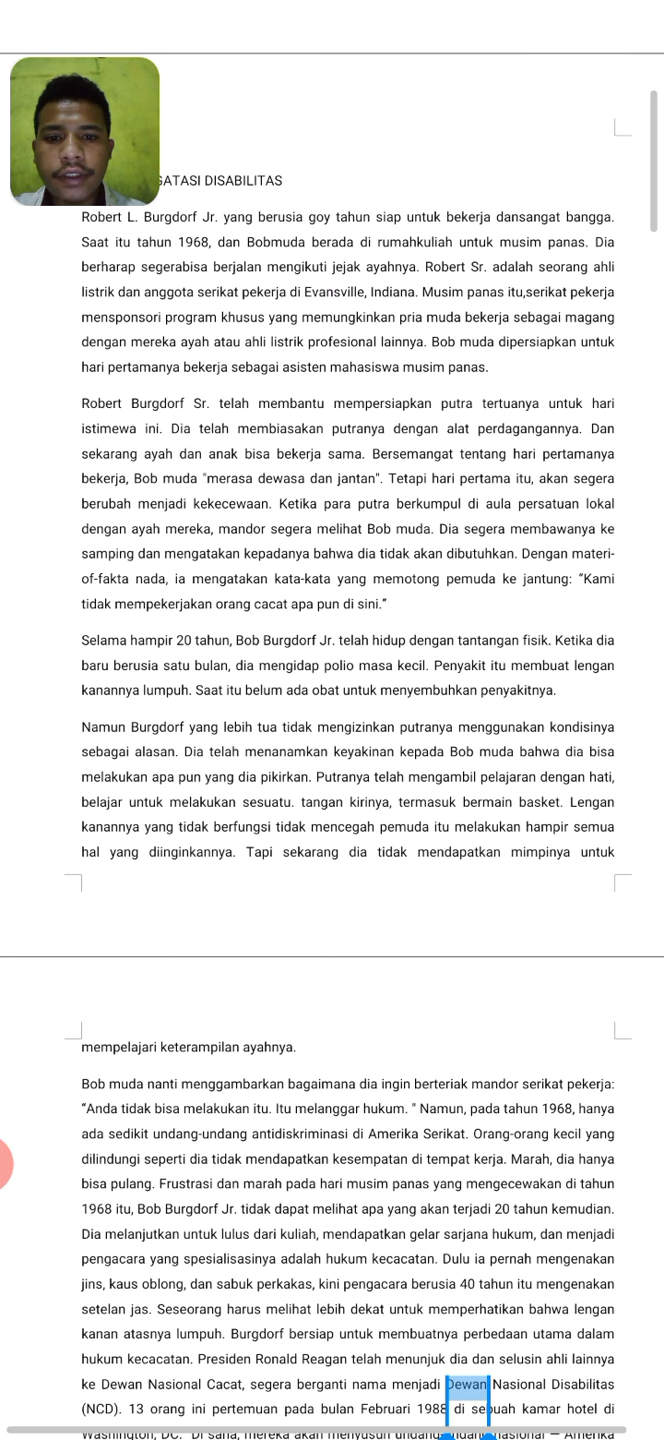 GATASI DISABILITAS
Robert L. Burgdorf Jr. yang berusia goy tahun siap untuk bekerja dansangat bangga.
Saat itu tahun 1968, dan Bobmuda berada di rumahkuliah untuk musim panas. Dia
berharap segerabisa berjalan mengikuti jejak ayahnya. Robert Sr. adalah seorang ahli
listrik dan anggota serikat pekerja di Evansville, Indiana. Musim panas itu,serikat pekerja
mensponsori program khusus yang memungkinkan pria muda bekerja sebagai magang
dengan mereka ayah atau ahli listrik profesional lainnya. Bob muda dipersiapkan untuk
hari pertamanya bekerja sebagai asisten mahasiswa musim panas.
Robert Burgdorf Sr. telah membantu mempersiapkan putra tertuanya untuk hari
istimewa ini. Dia telah membiasakan putranya dengan alat perdagangannya. Dan
sekarang ayah dan anak bisa bekerja sama. Bersemangat tentang hari pertamanya
bekerja, Bob muda "merasa dewasa dan jantan". Tetapi hari pertama itu, akan segera
berubah menjadi kekecewaan. Ketika para putra berkumpul di aula persatuan lokal
dengan ayah mereka, mandor segera melihat Bob muda. Dia segera membawanya ke
samping dan mengatakan kepadanya bahwa dia tidak akan dibutuhkan. Dengan materi-
of-fakta nada, ia mengatakan kata-kata yang memotong pemuda ke jantung: “Kami
tidak mempekerjakan orang cacat apa pun di sini.”
Selama hampir 20 tahun, Bob Burgdorf Jr. telah hidup dengan tantangan fisik. Ketika dia
baru berusia satu bulan, dia mengidap polio masa kecil. Penyakit itu membuat lengan
kanannya lumpuh. Saat itu belum ada obat untuk menyembuhkan penyakitnya.
Namun Burgdorf yang lebih tua tidak mengizinkan putranya menggunakan kondisinya
sebagai alasan. Dia telah menanamkan keyakinan kepada Bob muda bahwa dia bisa
melakukan apa pun yang dia pikirkan. Putranya telah mengambil pelajaran dengan hati,
belajar untuk melakukan sesuatu. tangan kirinya, termasuk bermain basket. Lengan
kanannya yang tidak berfungsi tidak mencegah pemuda itu melakukan hampir semua
hal yang diinginkannya. Tapi sekarang dia tidak mendapatkan mimpinya untuk
mempelajari keterampilan ayahnya.
Bob muda nanti menggambarkan bagaimana dia ingin berteriak mandor serikat pekerja:
“Anda tidak bisa melakukan itu. Itu melanggar hukum. " Namun, pada tahun 1968, hanya
ada sedikit undang-undang antidiskriminasi di Amerika Serikat. Orang-orang kecil yang
dilindungi seperti dia tidak mendapatkan kesempatan di tempat kerja. Marah, dia hanya
bisa pulang. Frustrasi dan marah pada hari musim panas yang mengecewakan di tahun
1968 itu, Bob Burgdorf Jr. tidak dapat melihat apa yang akan terjadi 20 tahun kemudian.
Dia melanjutkan untuk lulus dari kuliah, mendapatkan gelar sarjana hukum, dan menjadi
pengacara yang spesialisasinya adalah hukum kecacatan. Dulu ia pernah mengenakan
jins, kaus oblong, dan sabuk perkakas, kini pengacara berusia 40 tahun itu mengenakan
setelan jas. Seseorang harus melihat lebih dekat untuk memperhatikan bahwa lengan
kanan atasnya lumpuh. Burgdorf bersiap untuk membuatnya perbedaan utama dalam
hukum kecacatan. Presiden Ronald Reagan telah menunjuk dia dan selusin ahli lainnya
ke Dewan Nasional Cacat, segera berganti nama menjadi Dewan Nasional Disabilitas
(NCD). 13 orang ini pertemuan pada bulan Februari 1988 di sebuah kamar hotel di
Washington, DC. Di sana, mereka akan menyusun undang-undang nasional — Amerika